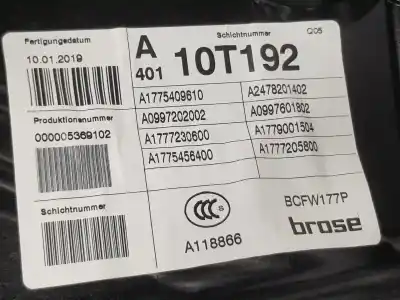 Fertigungsdatum
10.01.2019
A
401
Schichtnummer
Q05
10T192
Produktionsnummer
000005369102
A1775409610
A2478201402
A0997202002
A0997601802
A1777230600
A1779001504
A1775456400
A1777205800
Schichtnummer
CCC S
A118866
BCFW177P
brose